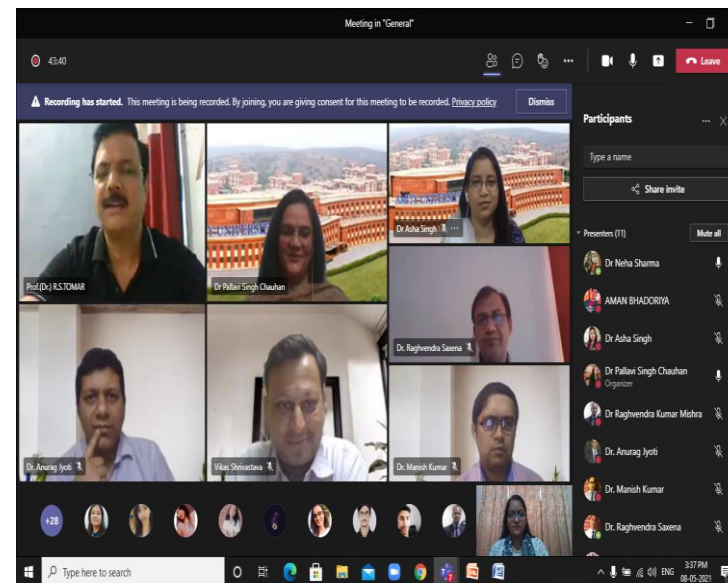 Meeting in "General"
43:40
Leave
Recording has started. This meeting is being recorded. By joining, you are giving consent for this meeting to be recorded. Privacy policy
Dismiss
Participants
Type a name
Share invite
Presenters (11)
Mute all
Dr Neha Sharma
AMAN BHADORIYA
Dr Asha Singh
Dr Pallavi Singh Chauhan
Organizer
Dr Raghvendra Kumar Mishra
Dr. Anurag Jyoti
Dr. Manish Kumar
Dr. Raghvendra Saxena
Prof.(Dr.) R.S.TOMAR
Dr Pallavi Singh Chauhan
Dr Asha Singh
Dr. Raghvendra Saxena
Dr. Anurag Jyoti
Vikas Shrivastava
Dr. Manish Kumar
+28
Type here to search
ENG
3:37 PM